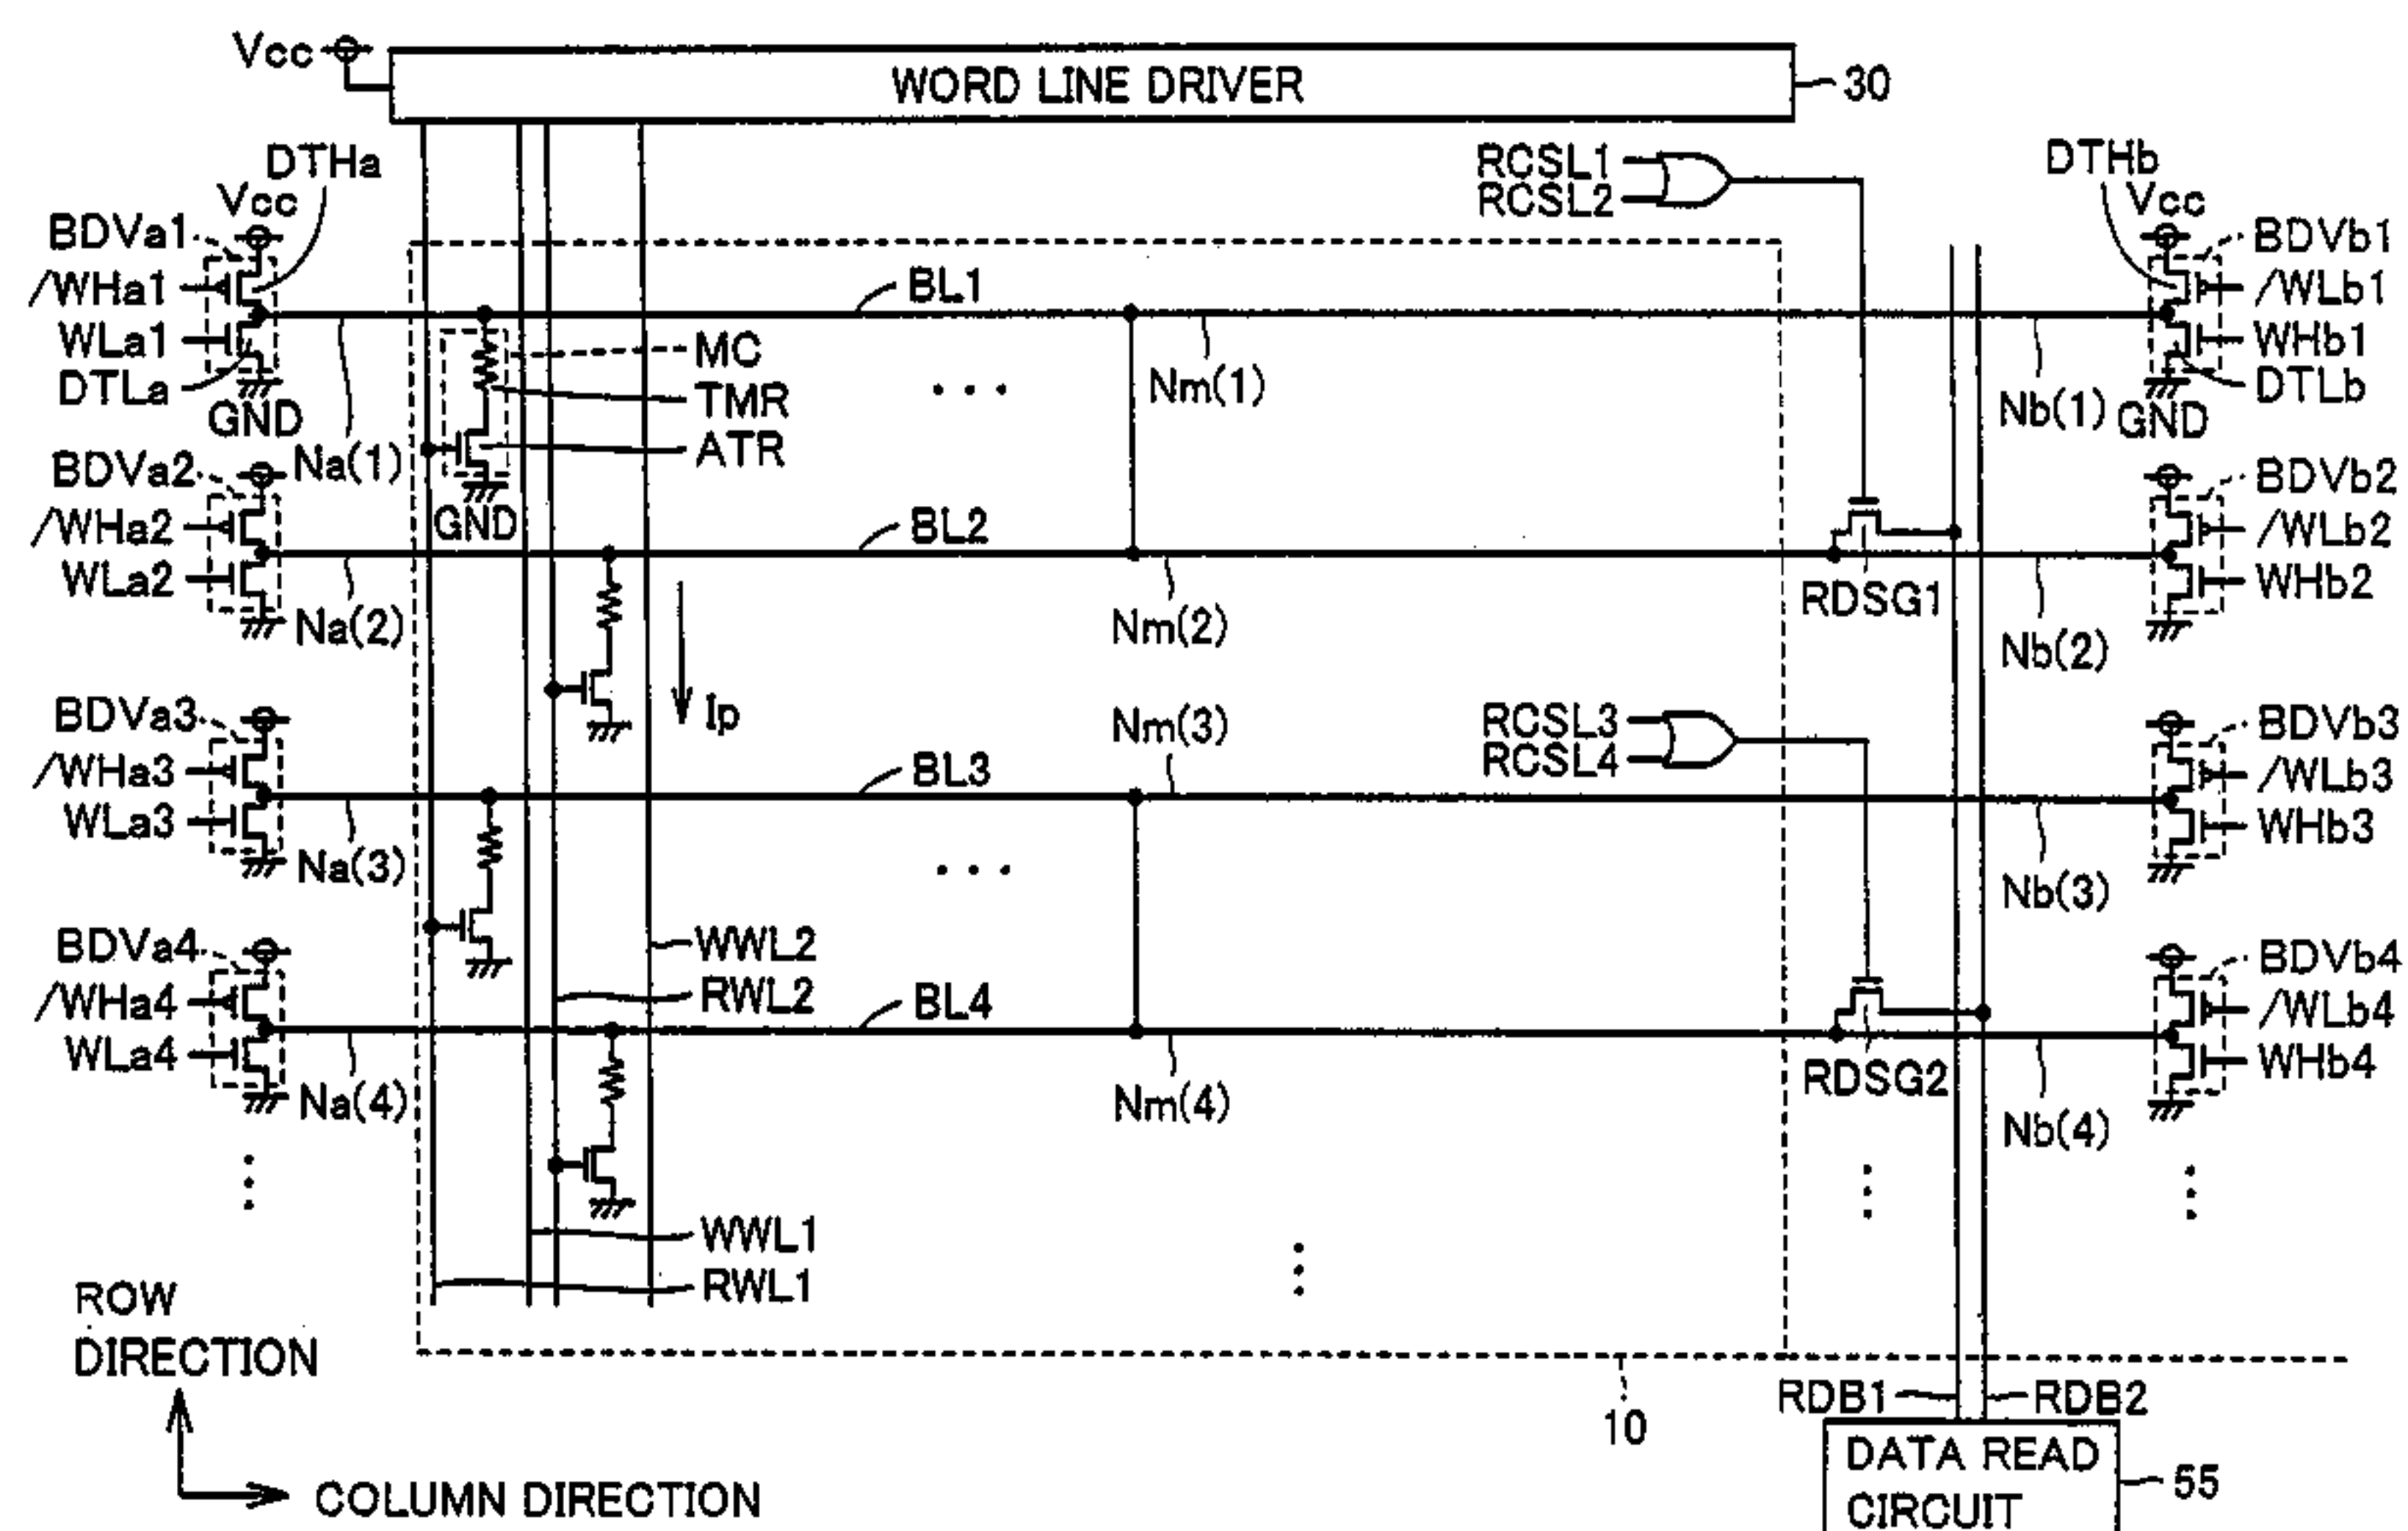 Vcc
WORD LINE DRIVER
30
DTHa
Vcc
BDVa1
/WHa1
WLa1
DTLa
GND
Na(1)
BL1
MC
TMR
ATR
GND
RCSL1
RCSL2
Nm(1)
DTHb
Vcc
BDVb1
/WLb1
WHb1
DTLb
Nb(1)
GND
BDVa2
/WHa2
WLa2
Na(2)
BL2
Ip
Nm(2)
RDSG1
Nb(2)
BDVb2
/WLb2
WHb2
BDVa3
/WHa3
WLa3
Na(3)
BL3
Nm(3)
RCSL3
RCSL4
Nb(3)
BDVb3
/WLb3
WHb3
BDVa4
/WHa4
WLa4
Na(4)
WWL2
RWL2
BL4
Nm(4)
RDSG2
Nb(4)
BDVb4
/WLb4
WHb4
WWL1
RWL1
ROW
DIRECTION
COLUMN DIRECTION
10
RDB1
RDB2
DATA READ
CIRCUIT
55